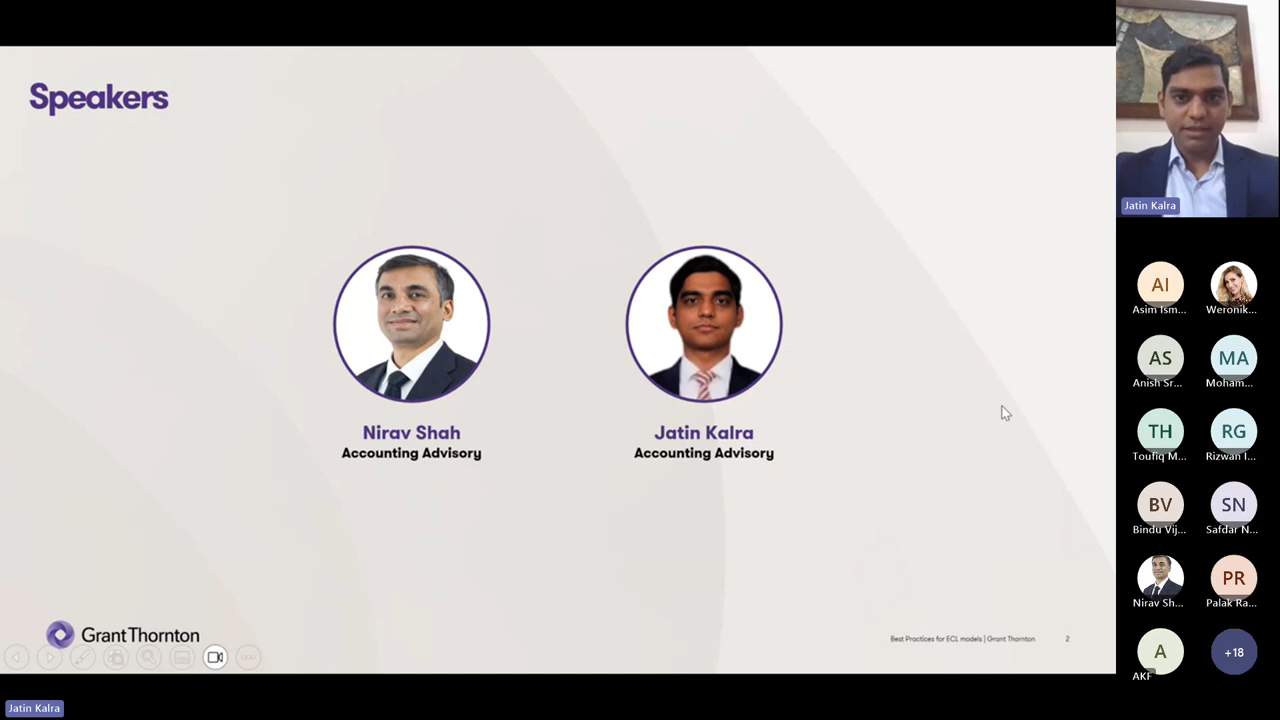 Speakers
Nirav Shah
Accounting Advisory
Jatin Kalra
Accounting Advisory
Grant Thornton
Best Practices for ECL models | Grant Thornton
2
Jatin Kalra
Jatin Kalra
AI
Asim Ism...
Weronik...
AS
Anish Sr...
MA
Moham...
TH
Toufiq M...
RG
Rizwan I...
BV
Bindu Vij...
SN
Safdar N...
Nirav Sh...
PR
Palak Ra...
A
AKF
+18